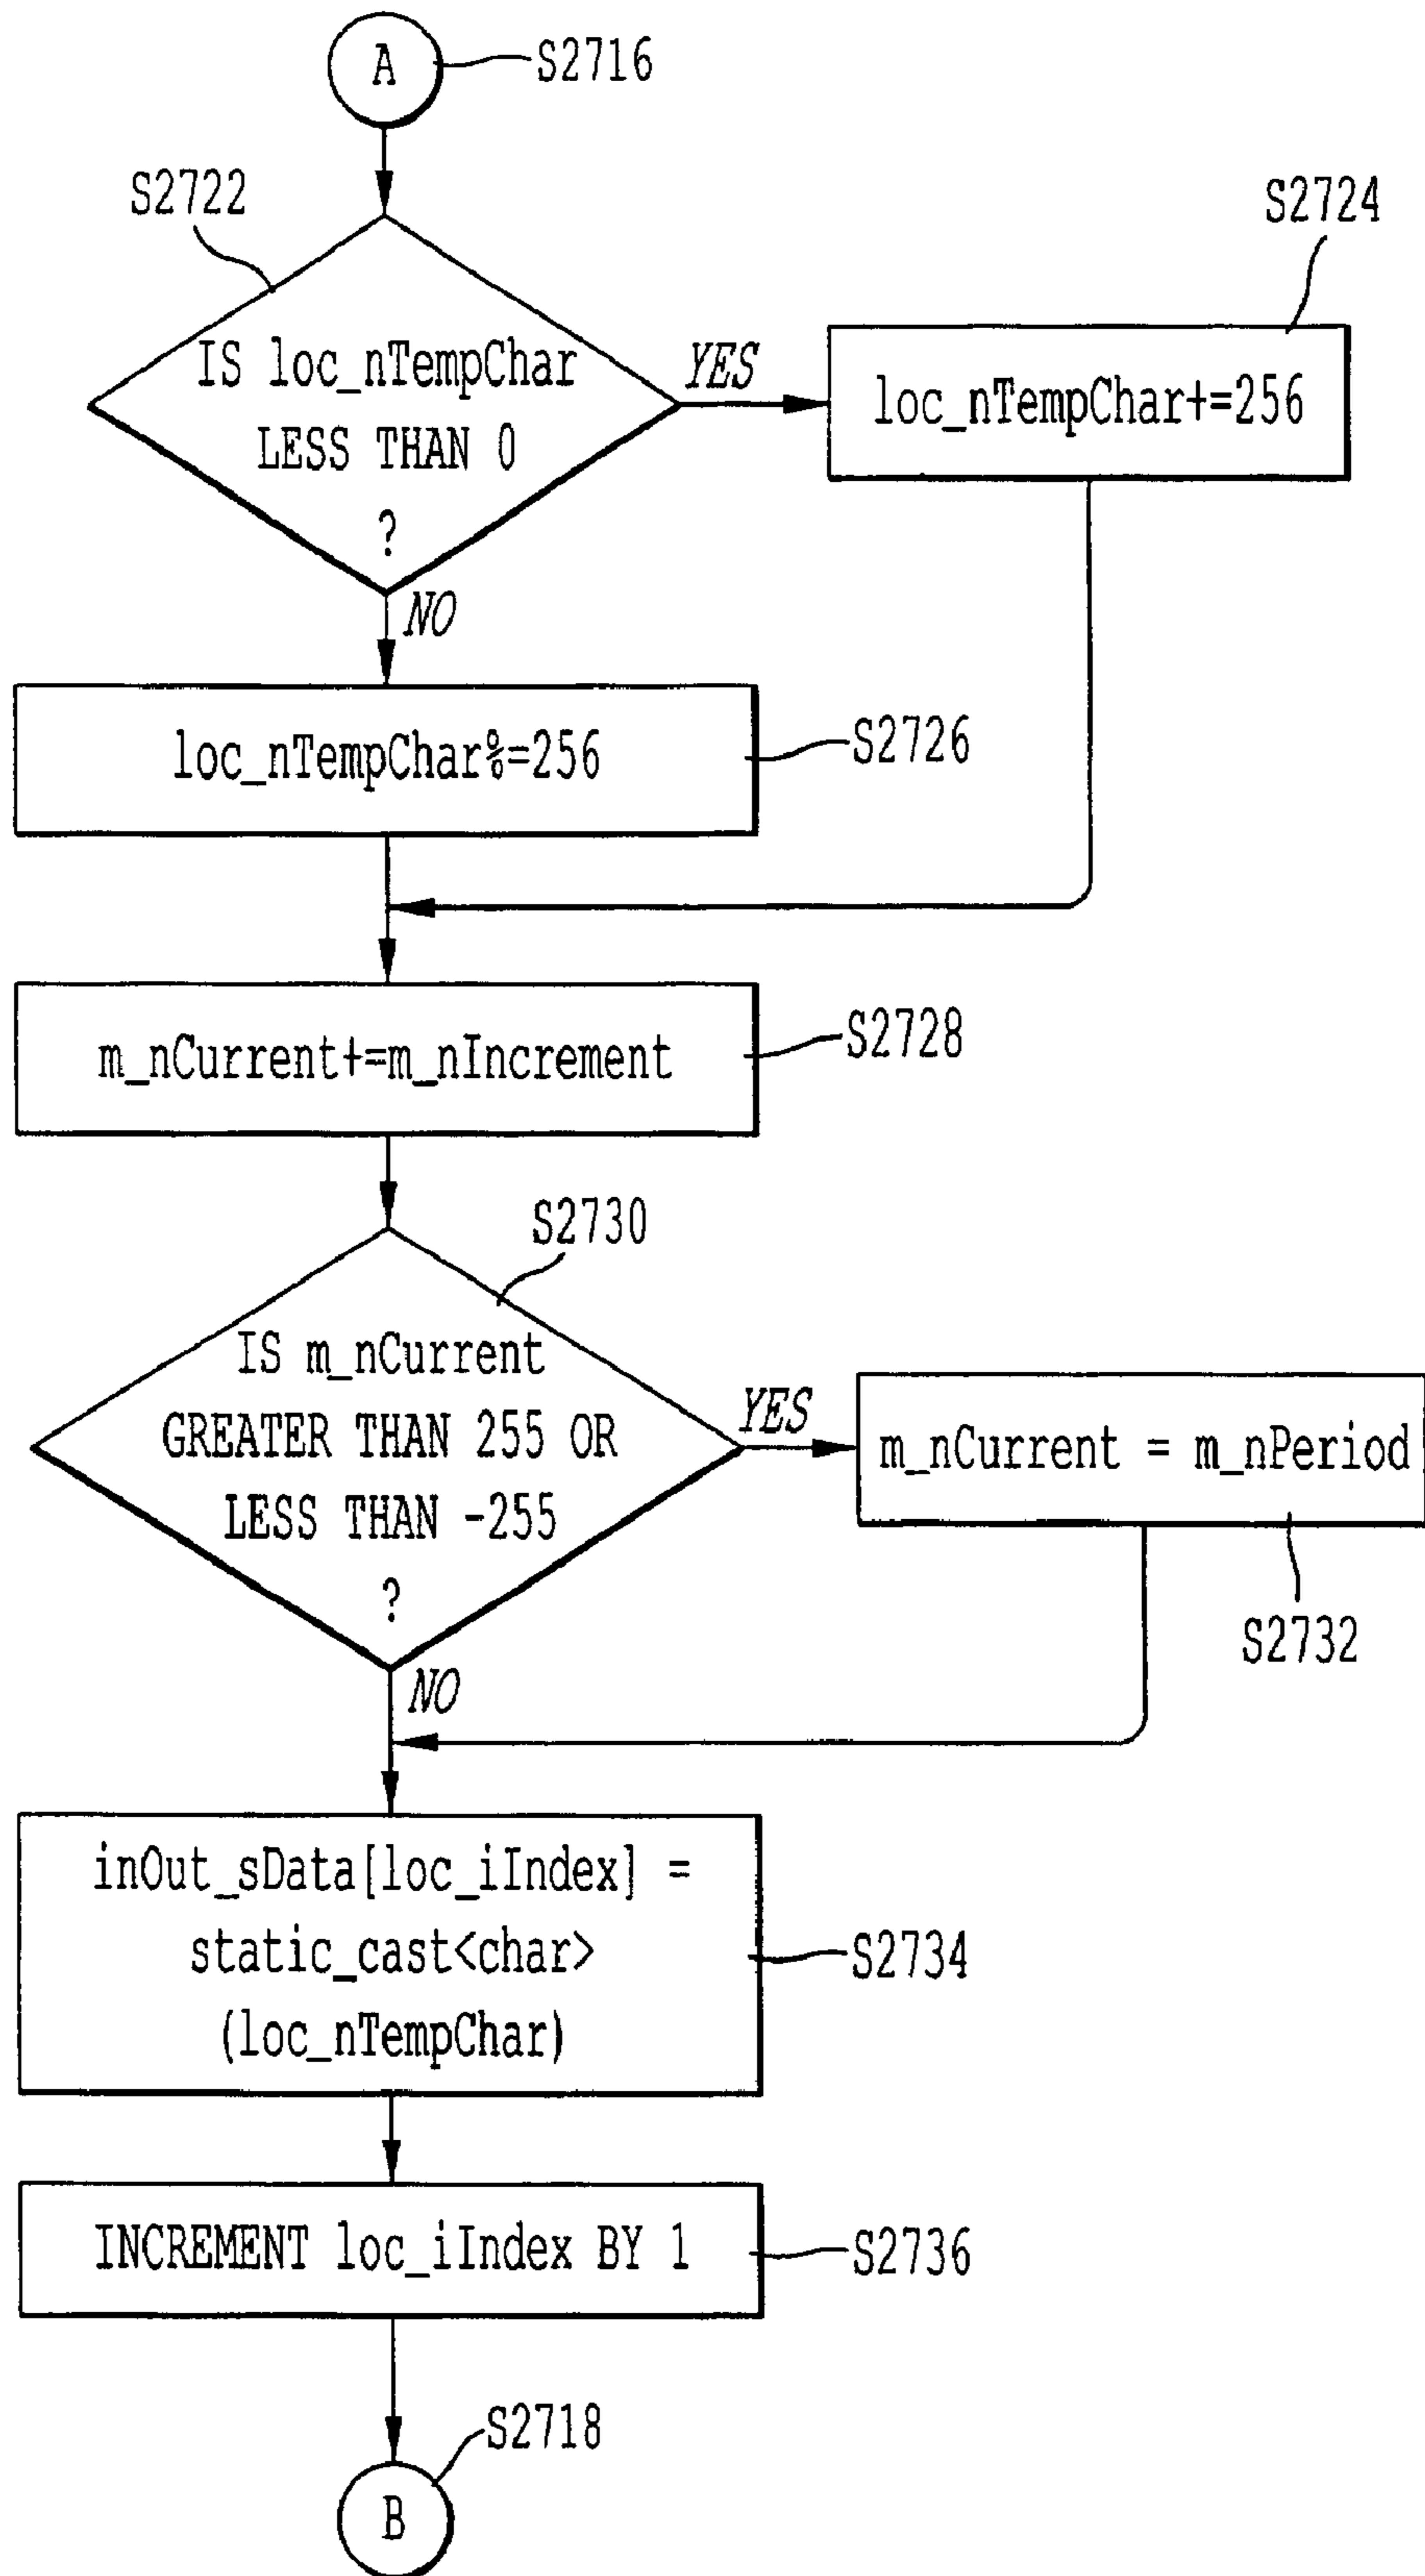 A
S2716
S2722
S2724
IS loc_nTempChar
LESS THAN 0
?
YES
loc_nTempChar+=256
NO
loc_nTempChar%=256
S2726
m_nCurrent+=m_nIncrement
S2728
S2730
IS m_nCurrent
GREATER THAN 255 OR
LESS THAN -255
?
YES
m_nCurrent = m_nPeriod
S2732
NO
inOut_sData[loc_iIndex] =
static_cast<char>
(loc_nTempChar)
S2734
INCREMENT loc_iIndex BY 1
S2736
S2718
B